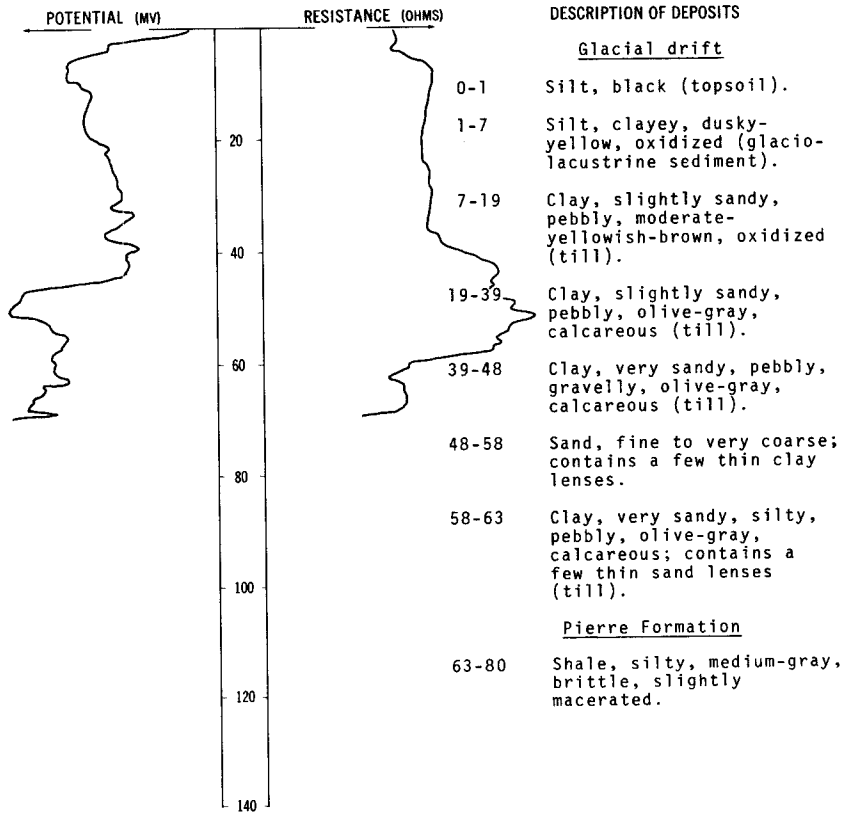 POTENTIAL (MV)
RESISTANCE (OHMS)
DESCRIPTION OF DEPOSITS
Glacial drift
0-1 Silt, black (topsoil).
1-7 Silt, clayey, dusky-
yellow, oxidized (glacio-
lacustrine sediment).
7-19 Clay, slightly sandy,
pebbly, moderate-
yellowish-brown, oxidized
(till).
19-39 Clay, slightly sandy,
pebbly, olive-gray,
calcareous (till).
39-48 Clay, very sandy, pebbly,
gravelly, olive-gray,
calcareous (till).
48-58 Sand, fine to very coarse;
contains a few thin clay
lenses.
58-63 Clay, very sandy, silty,
pebbly, olive-gray,
calcareous; contains a
few thin sand lenses
(till).
Pierre Formation
63-80 Shale, silty, medium-gray,
brittle, slightly
macerated.
20
40
60
80
100
120
140